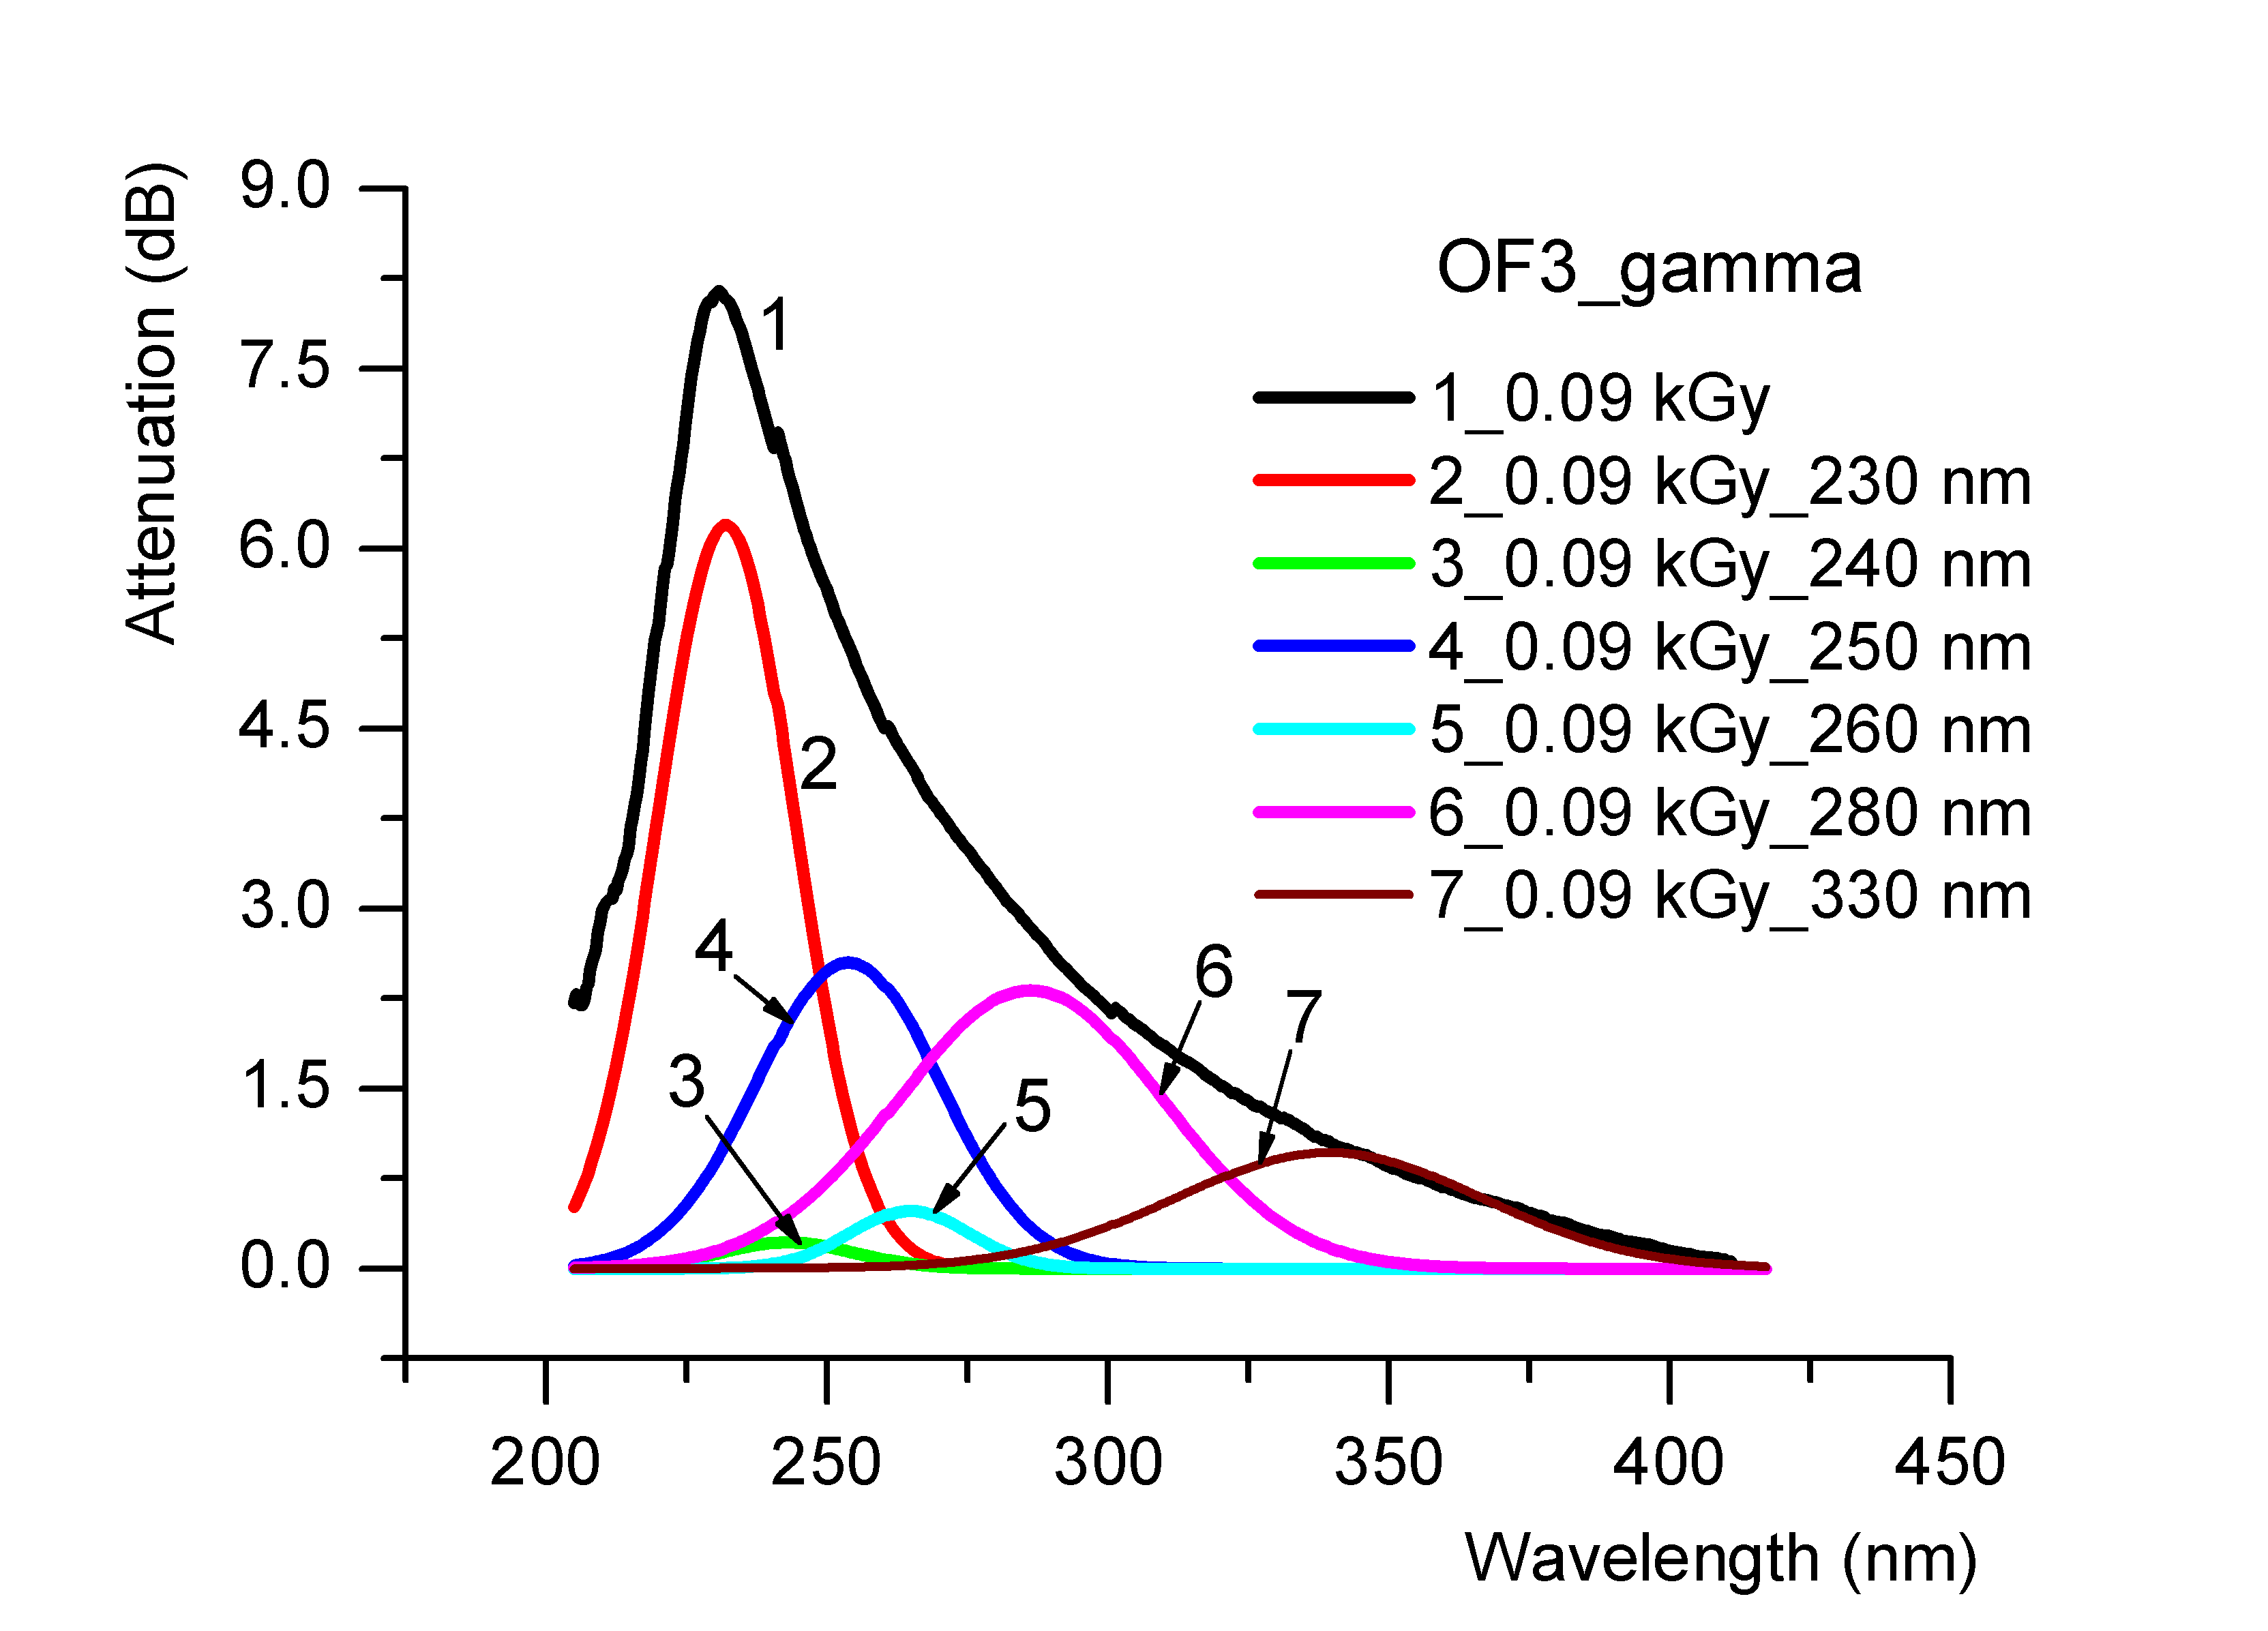 Attenuation (dB)
9.0
7.5
6.0
4.5
3.0
1.5
0.0
OF3_gamma
1_0.09 kGy
2_0.09 kGy_230 nm
3_0.09 kGy_240 nm
4_0.09 kGy_250 nm
5_0.09 kGy_260 nm
6_0.09 kGy_280 nm
7_0.09 kGy_330 nm
1
2
4
6
7
3
5
200 250 300 350 400 450
Wavelength (nm)